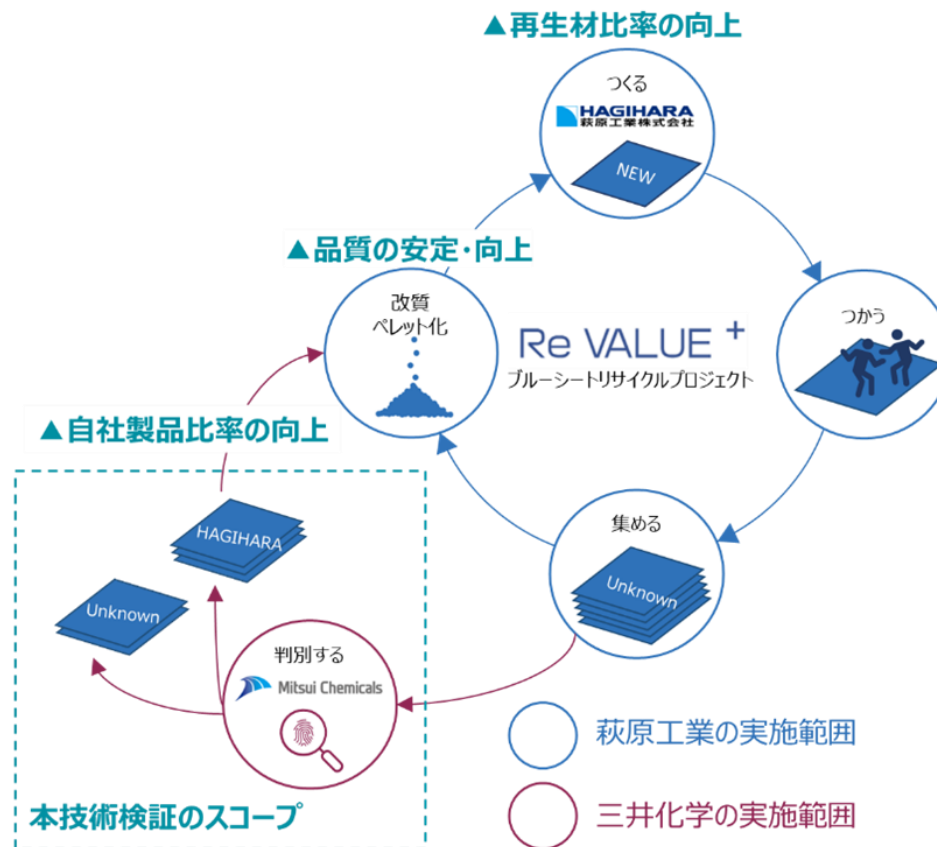 ▲再生材比率の向上
つくる
HAGIHARA
萩原工業株式会社
NEW
▲品質の安定・向上
改質
ペレット化
Re VALUE +
ブルーシートリサイクルプロジェクト
つかう
▲自社製品比率の向上
HAGIHARA
Unknown
集める
Unknown
判別する
Mitsui Chemicals
本技術検証のスコープ
萩原工業の実施範囲
三井化学の実施範囲